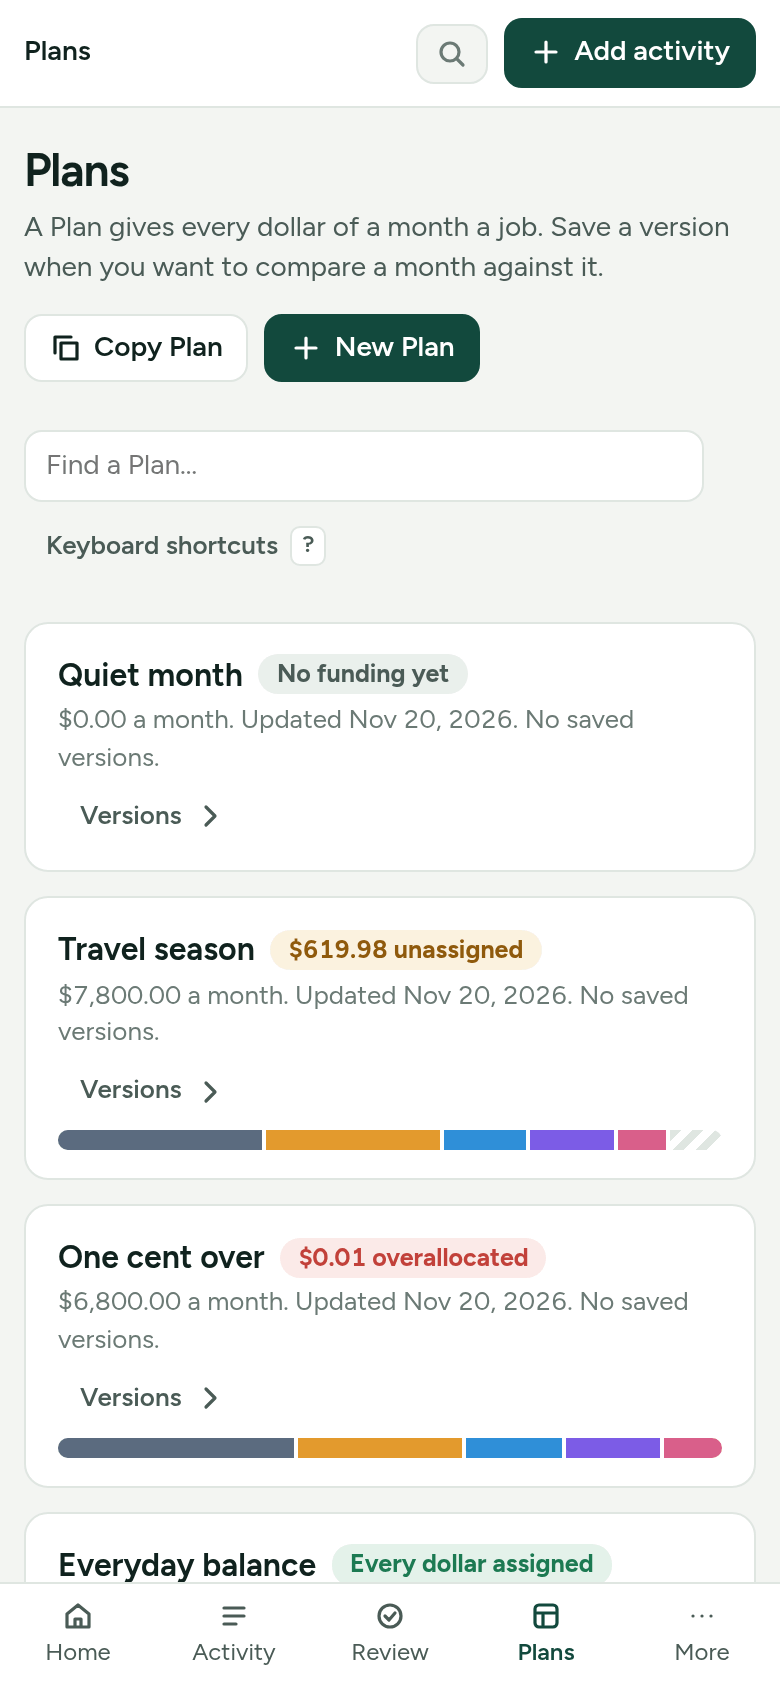 Plans
Add activity
Plans
A Plan gives every dollar of a month a job. Save a version
when you want to compare a month against it.
Copy Plan
New Plan
Find a Plan...
Keyboard shortcuts ?
Quiet month No funding yet
$0.00 a month. Updated Nov 20, 2026. No saved
versions.
Versions
Travel season $619.98 unassigned
$7,800.00 a month. Updated Nov 20, 2026. No saved
versions.
Versions
One cent over $0.01 overallocated
$6,800.00 a month. Updated Nov 20, 2026. No saved
versions.
Versions
Everyday balance Every dollar assigned
Home Activity Review Plans More